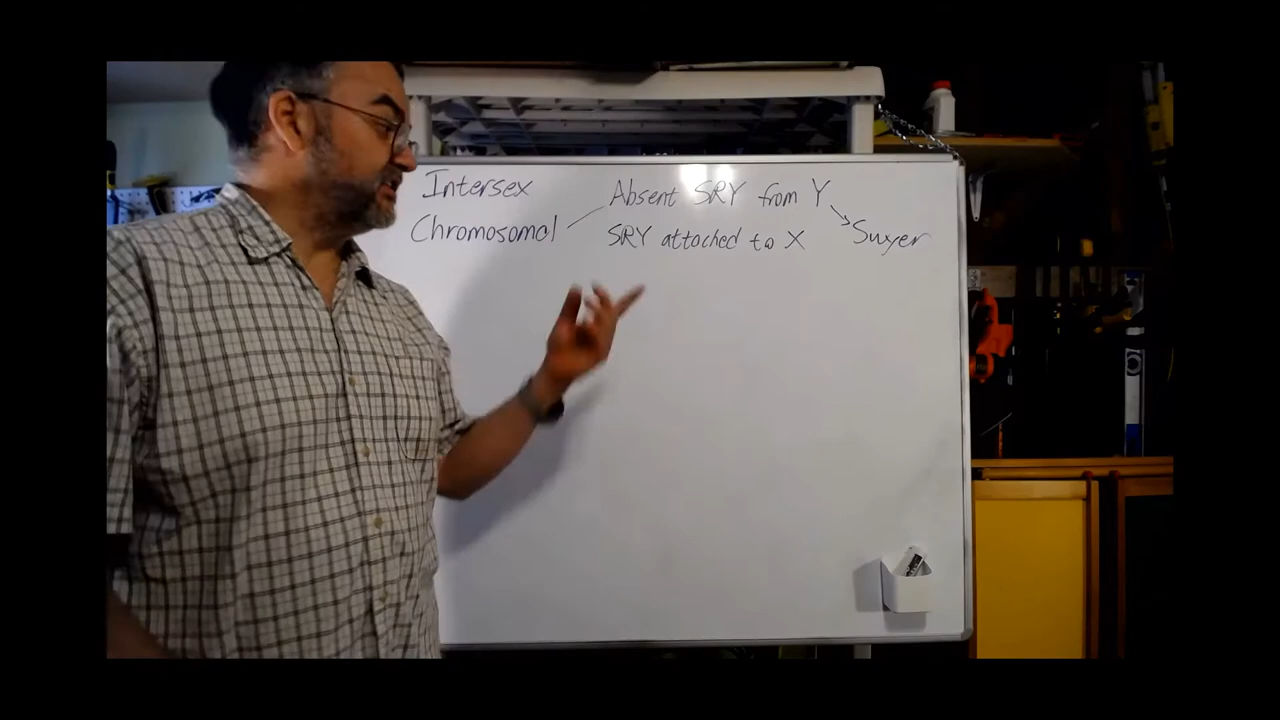 Intersex
Absent SRY from Y
Chromosomal
SRY attached to X
Swyer